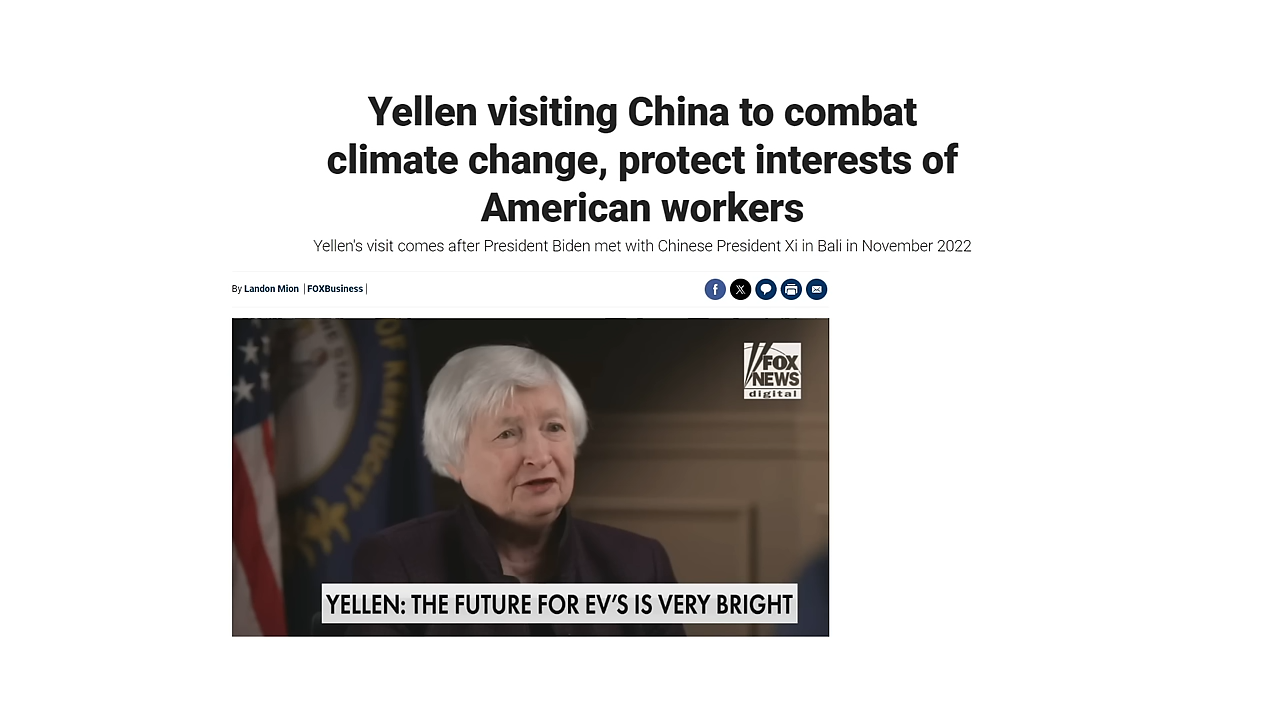 Yellen visiting China to combat
climate change, protect interests of
American workers
Yellen's visit comes after President Biden met with Chinese President Xi in Bali in November 2022
By Landon Mion | FOXBusiness |
OF KENTUCKY
FOX
NEWS
digital
YELLEN: THE FUTURE FOR EV'S IS VERY BRIGHT